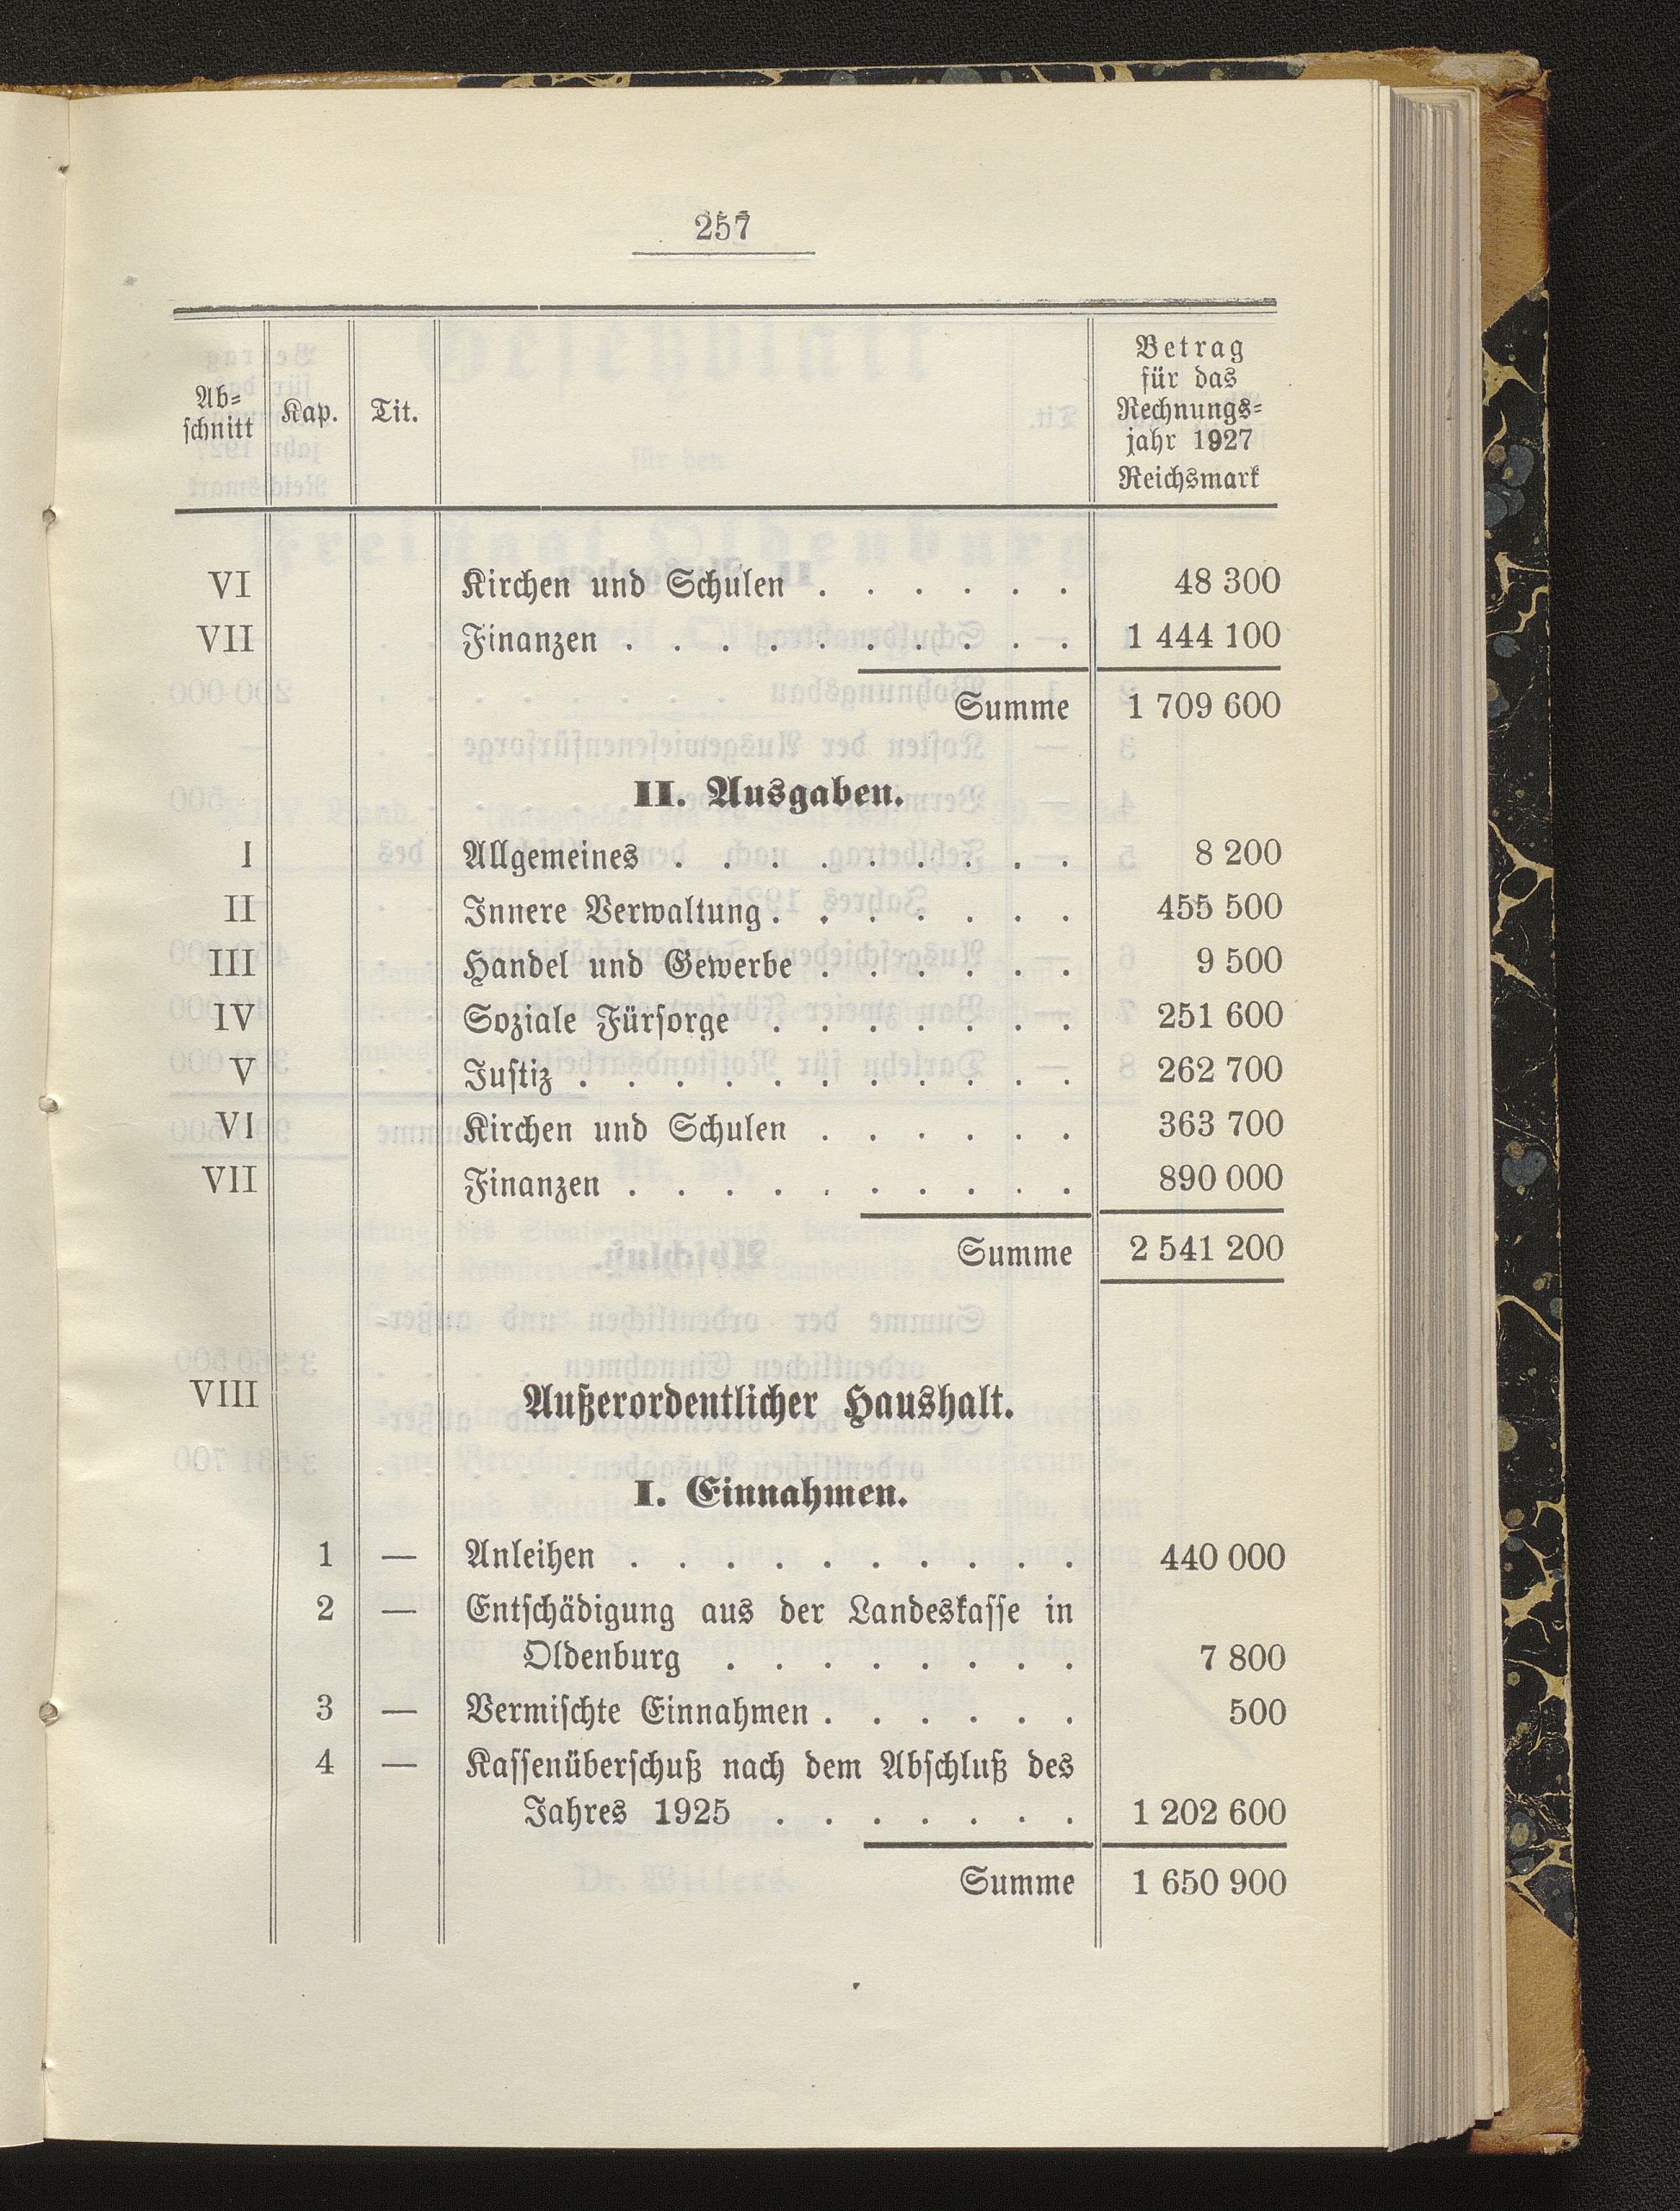 257
Ab=
schnitt Kap. Tit. Betrag
für das
Rechnungs=
jahr 1927
Reichsmark
VI Kirchen und Schulen . . . . . . 48 300
VII Finanzen . . . . . . . . . . 1 444 100
Summe 1 709 600
II. Ausgaben.
I Allgemeines . . . . . . . . . 8 200
II Innere Verwaltung . . . . . . . 455 500
III Handel und Gewerbe . . . . . . 9 500
IV Soziale Fürsorge . . . . . . . 251 600
V Justiz . . . . . . . . . . . 262 700
VI Kirchen und Schulen . . . . . . 363 700
VII Finanzen . . . . . . . . . . 890 000
Summe 2 541 200
VIII Außerordentlicher Haushalt.
I. Einnahmen.
1 — Anleihen . . . . . . . . . . 440 000
2 — Entschädigung aus der Landeskasse in
Oldenburg . . . . . . . . 7 800
3 — Vermischte Einnahmen . . . . . . 500
4 — Kassenüberschuß nach dem Abschluß des
Jahres 1925 . . . . . . . 1 202 600
Summe 1 650 900